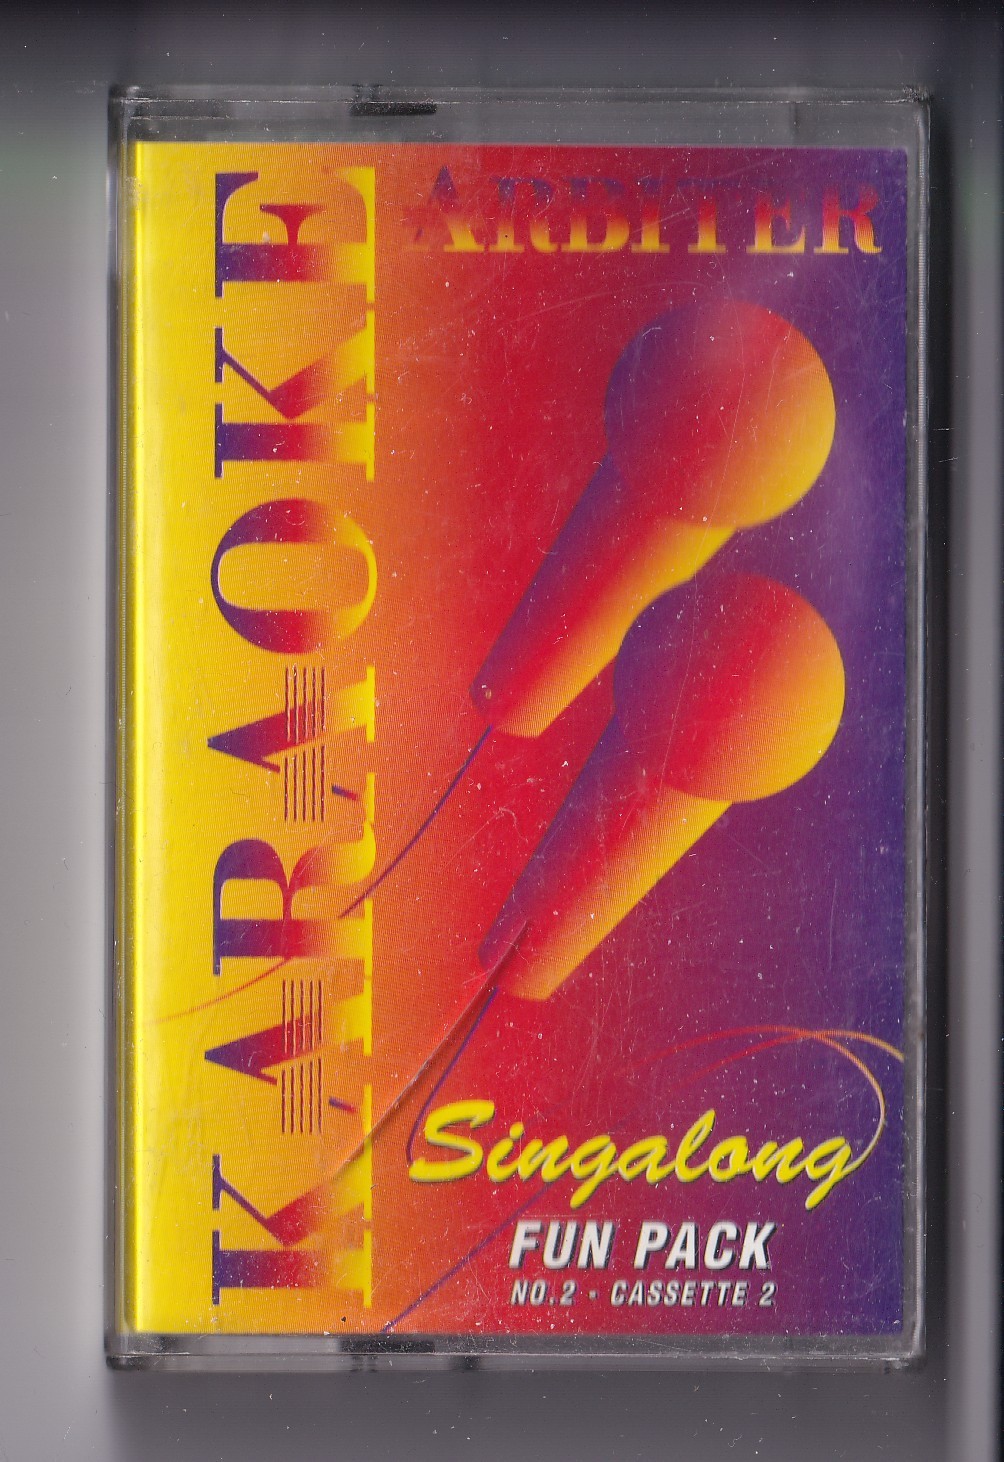 KARAOKE
ARBITER
Singalong
FUN PACK
NO.2 · CASSETTE 2